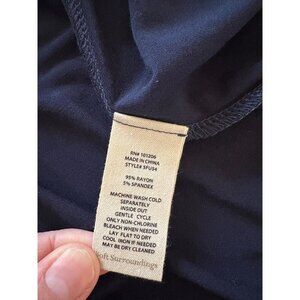 RN# 101206
MADE IN CHINA
STYLE# SFU54
95% RAYON
5% SPANDEX
MACHINE WASH COLD
SEPARATELY
INSIDE OUT
GENTLE CYCLE
ONLY NON-CHLORINE
BLEACH WHEN NEEDED
LAY FLAT TO DRY
COOL IRON IF NEEDED
MAY BE DRY CLEANED
Soft Surroundings